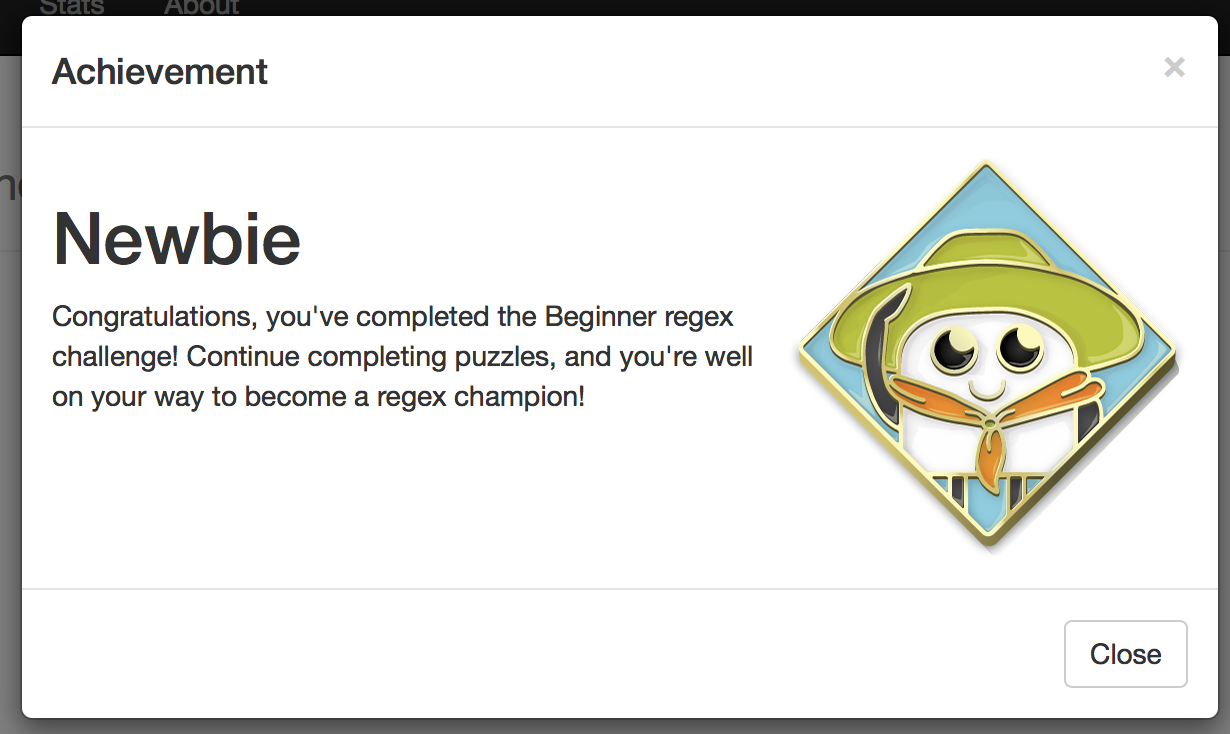 Stats About
Achievement
×
Newbie
Congratulations, you've completed the Beginner regex
challenge! Continue completing puzzles, and you're well
on your way to become a regex champion!
Close